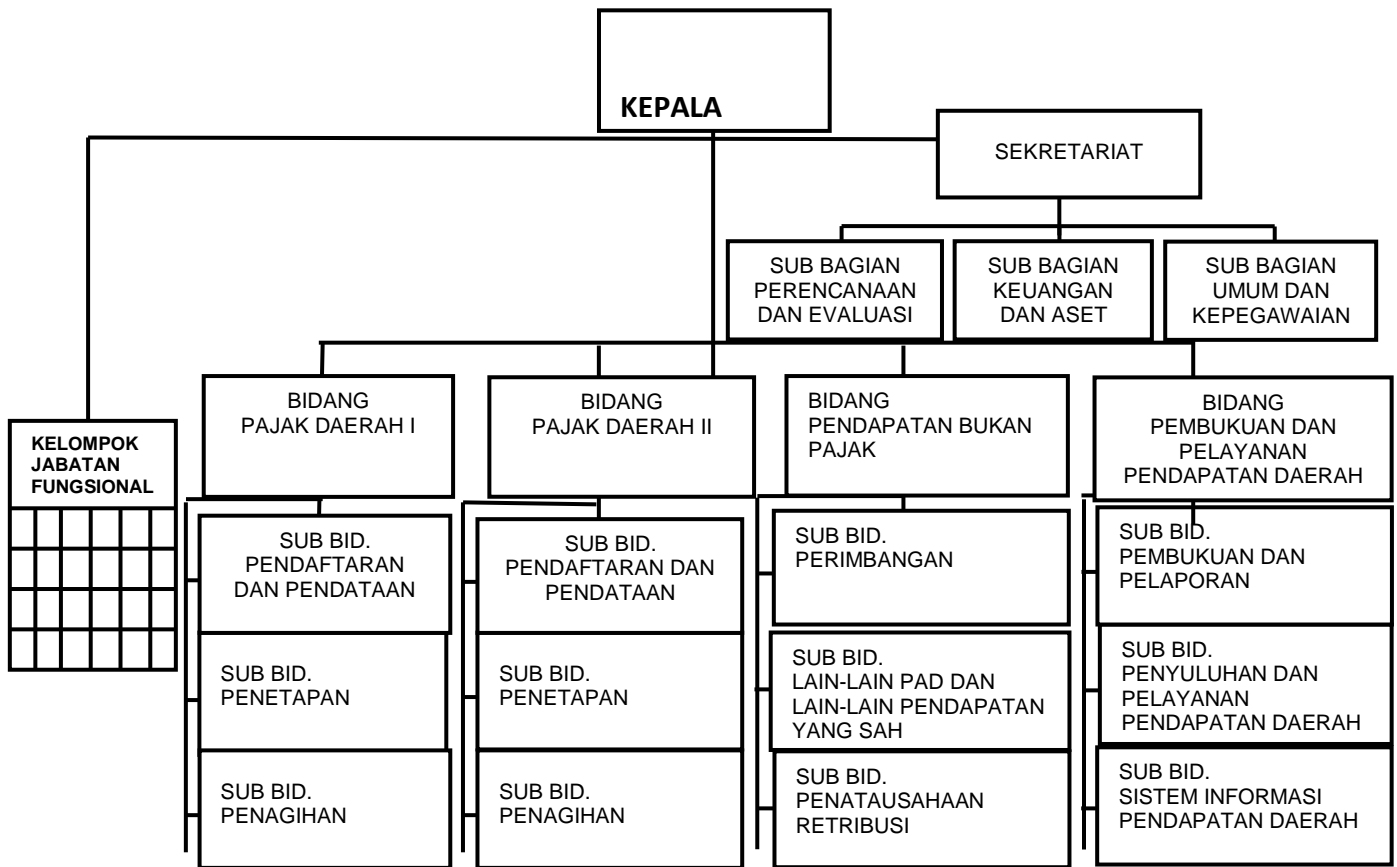 KEPALA
SEKRETARIAT
SUB BAGIAN
PERENCANAAN
DAN EVALUASI
SUB BAGIAN
KEUANGAN
DAN ASET
SUB BAGIAN
UMUM DAN
KEPEGAWAIAN
KELOMPOK
JABATAN
FUNGSIONAL
BIDANG
PAJAK DAERAH I
BIDANG
PAJAK DAERAH II
BIDANG
PENDAPATAN BUKAN
PAJAK
BIDANG
PEMBUKUAN DAN
PELAYANAN
PENDAPATAN DAERAH
SUB BID.
PENDAFTARAN
DAN PENDATAAN
SUB BID.
PENDAFTARAN DAN
PENDATAAN
SUB BID.
PERIMBANGAN
SUB BID.
PEMBUKUAN DAN
PELAPORAN
SUB BID.
PENETAPAN
SUB BID.
PENETAPAN
SUB BID.
LAIN-LAIN PAD DAN
LAIN-LAIN PENDAPATAN
YANG SAH
SUB BID.
PENYULUHAN DAN
PELAYANAN
PENDAPATAN DAERAH
SUB BID.
PENAGIHAN
SUB BID.
PENAGIHAN
SUB BID.
PENATAUSAHAAN
RETRIBUSI
SUB BID.
SISTEM INFORMASI
PENDAPATAN DAERAH